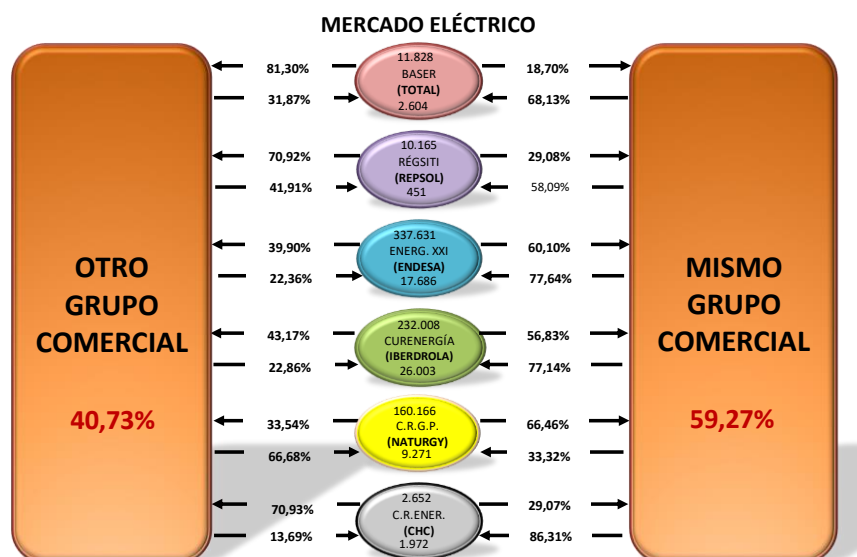 MERCADO ELÉCTRICO
OTRO
GRUPO
COMERCIAL
40,73%
81,30%
11.828
BASER
(TOTAL)
2.604
18,70%
31,87%
68,13%
70,92%
10.165
RÉGSITI
(REPSOL)
451
29,08%
41,91%
58,09%
39,90%
337.631
ENERG. XXI
(ENDESA)
17.686
60,10%
22,36%
77,64%
43,17%
232.008
CURENERGÍA
(IBERDROLA)
26.003
56,83%
22,86%
77,14%
33,54%
160.166
C.R.G.P.
(NATURGY)
9.271
66,46%
66,68%
33,32%
70,93%
2.652
C.R.ENER.
(CHC)
1.972
29,07%
13,69%
86,31%
MISMO
GRUPO
COMERCIAL
59,27%